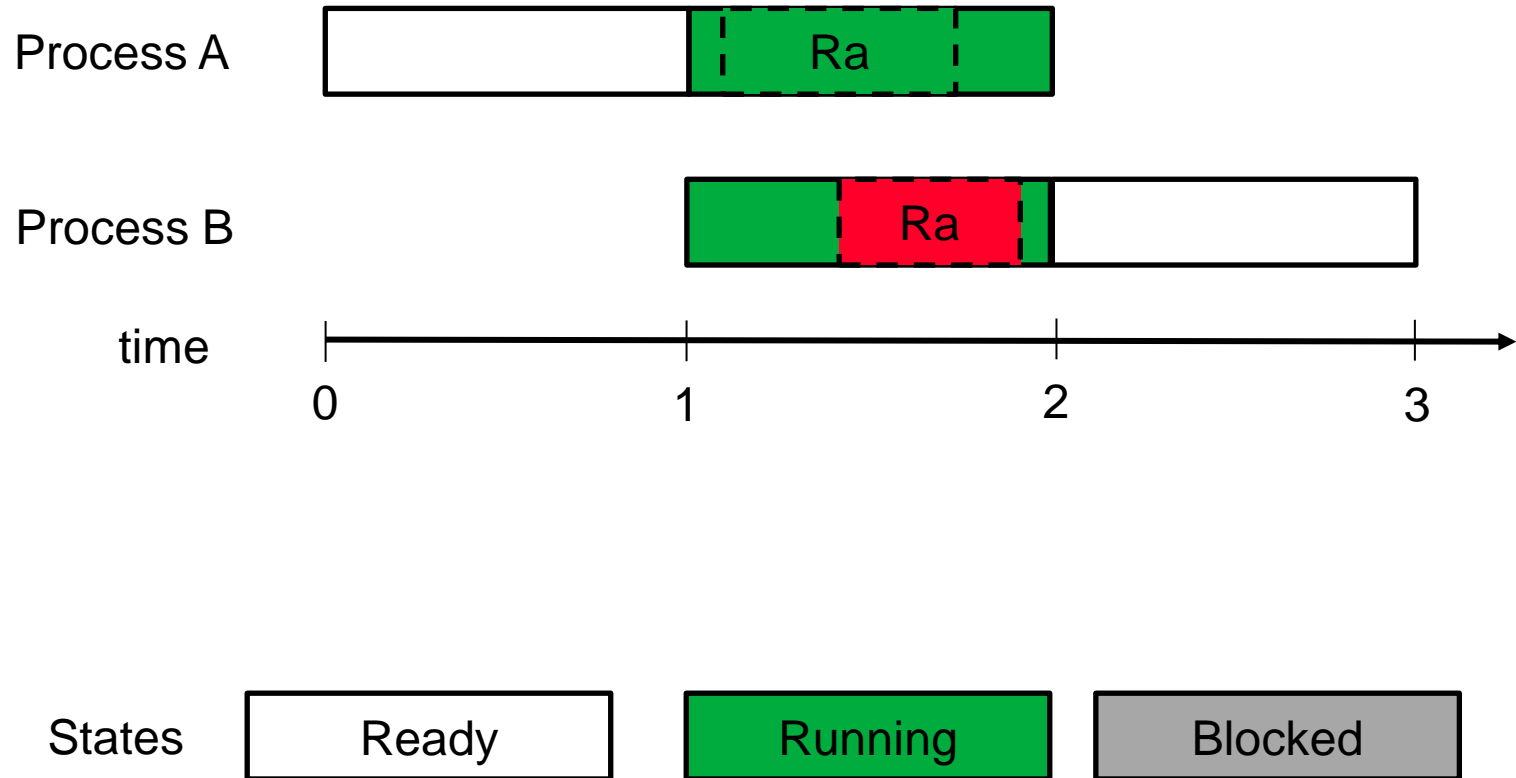 Process A
Ra
Process B
Ra
time
0 1 2 3
States
Ready
Running
Blocked